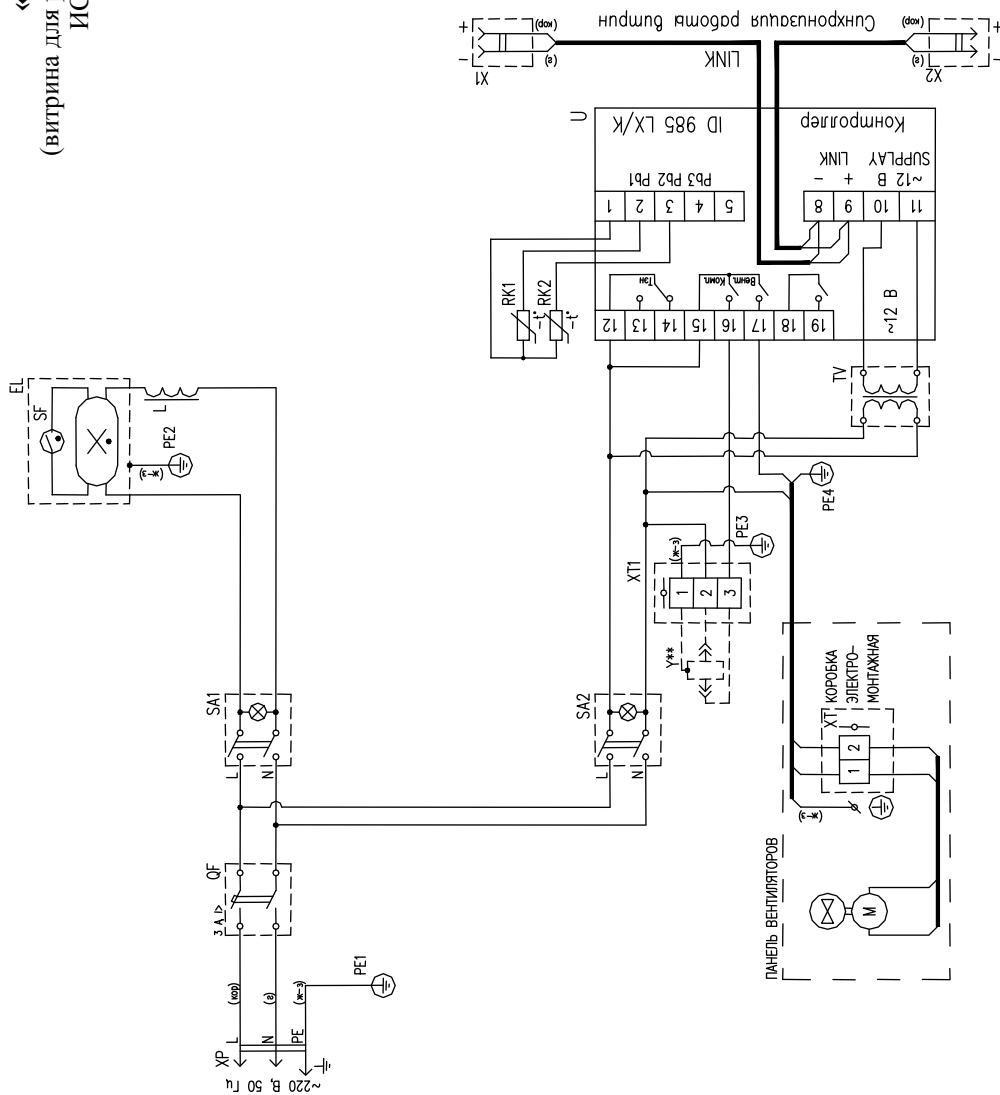 «
(витрина для
ИС
~220 В, 50 Гц
XP
L
N
PE
(кор)
(г)
(ж-з)
PE1
3 А I>
QF
L
N
SA1
EL
SF
L
PE2
(ж-з)
L
N
SA2
XT1
1
2
3
(ж-з)
PE3
Y**
PE4
ПАНЕЛЬ ВЕНТИЛЯТОРОВ
M
(ж-з)
XT
КОРОБКА
ЭЛЕКТРО-
МОНТАЖНАЯ
1
2
TV
~12 В
RK1
-t°
RK2
-t°
U
Контроллер
ID 985 LX/K
Pb3 Pb2 Pb1
1
2
3
4
5
LINK
-
+
~12 В
SUPPLAY
8
9
10
11
Тэн
Комп.
Вент.
12
13
14
15
16
17
18
19
Синхронизация работы витрин
LINK
X1
+
-
(кор)
(г)
X2
+
-
(кор)
(г)